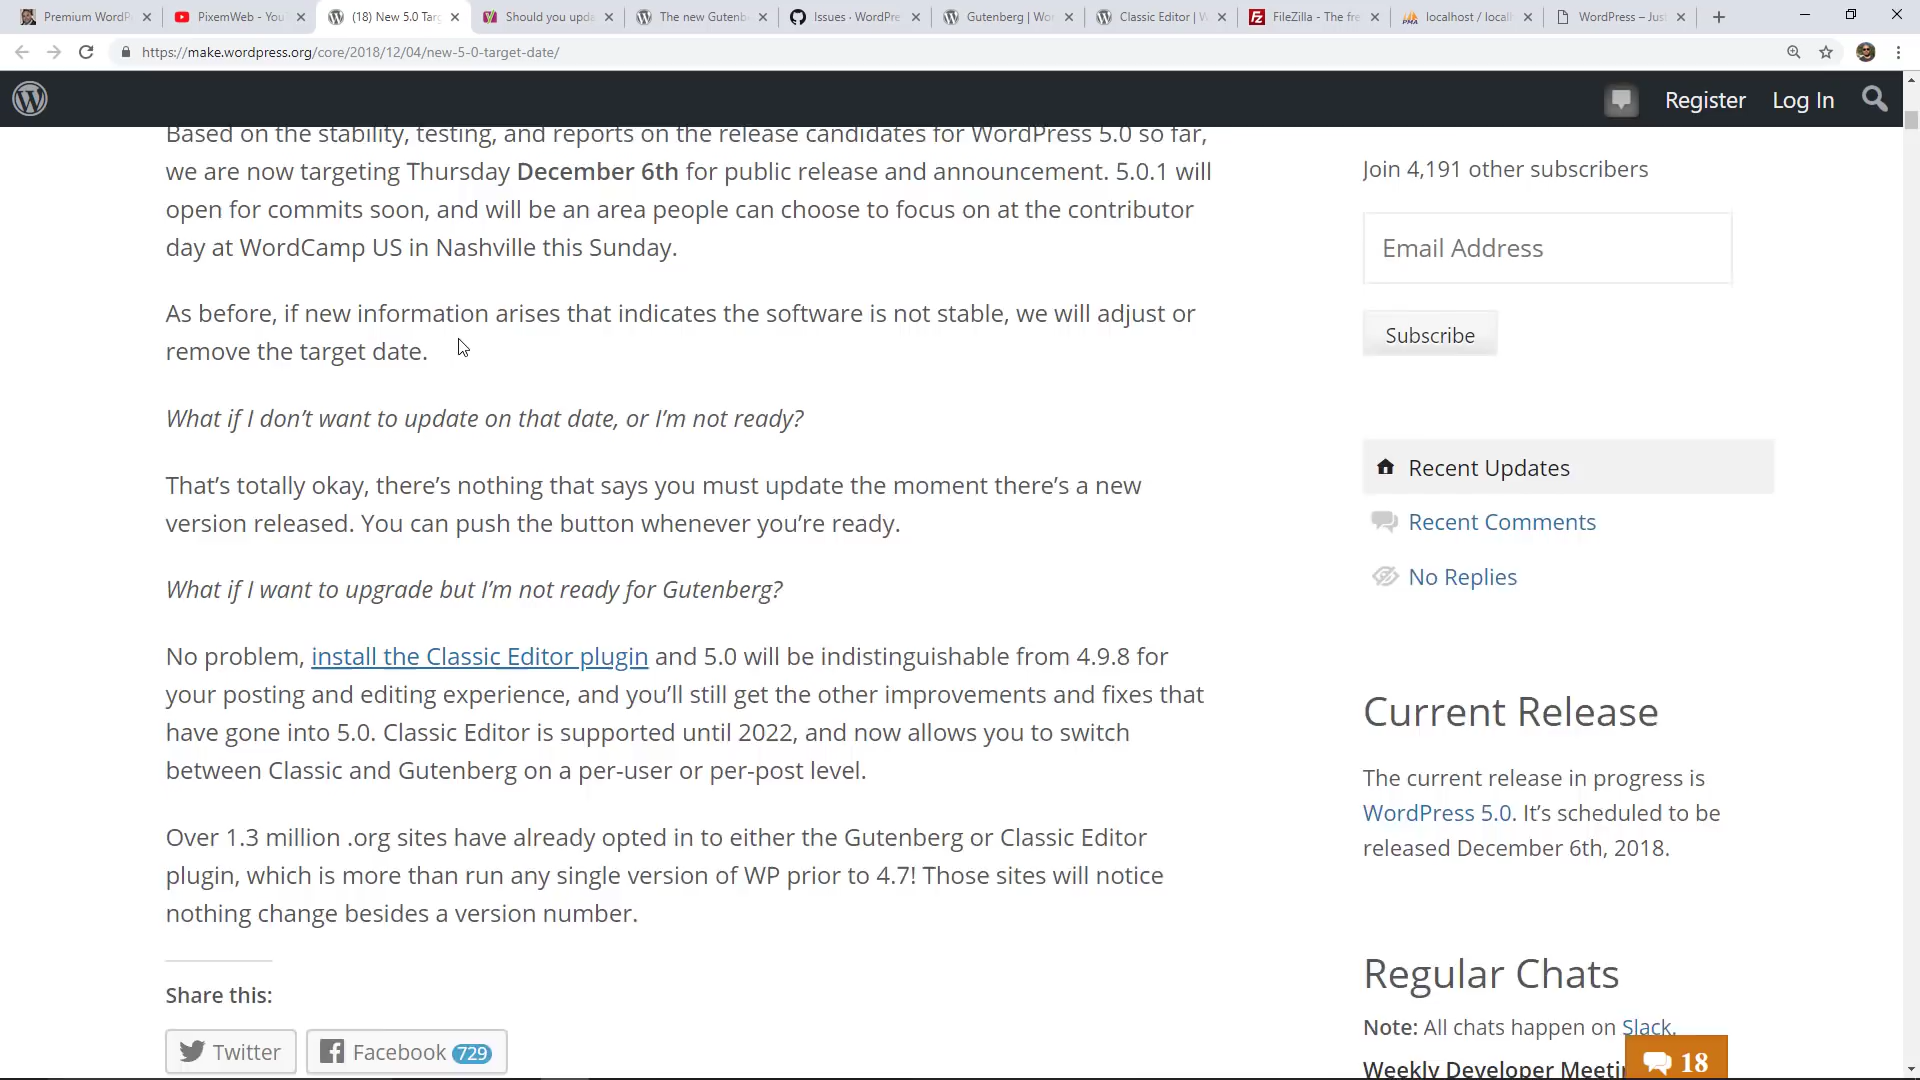 Premium WordP
PixemWeb - You
(18) New 5.0 Targ
Should you upda
The new Gutenb
Issues · WordPre
Gutenberg | Wor
Classic Editor | W
FileZilla - The fre
localhost / local
WordPress – Just
https://make.wordpress.org/core/2018/12/04/new-5-0-target-date/
Register
Log In
Based on the stability, testing, and reports on the release candidates for WordPress 5.0 so far,
we are now targeting Thursday December 6th for public release and announcement. 5.0.1 will
open for commits soon, and will be an area people can choose to focus on at the contributor
day at WordCamp US in Nashville this Sunday.
As before, if new information arises that indicates the software is not stable, we will adjust or
remove the target date.
What if I don’t want to update on that date, or I’m not ready?
That’s totally okay, there’s nothing that says you must update the moment there’s a new
version released. You can push the button whenever you’re ready.
What if I want to upgrade but I’m not ready for Gutenberg?
No problem, install the Classic Editor plugin and 5.0 will be indistinguishable from 4.9.8 for
your posting and editing experience, and you’ll still get the other improvements and fixes that
have gone into 5.0. Classic Editor is supported until 2022, and now allows you to switch
between Classic and Gutenberg on a per-user or per-post level.
Over 1.3 million .org sites have already opted in to either the Gutenberg or Classic Editor
plugin, which is more than run any single version of WP prior to 4.7! Those sites will notice
nothing change besides a version number.
Share this:
Twitter
Facebook 729
Join 4,191 other subscribers
Email Address
Subscribe
Recent Updates
Recent Comments
No Replies
Current Release
The current release in progress is
WordPress 5.0. It’s scheduled to be
released December 6th, 2018.
Regular Chats
Note: All chats happen on Slack.
Weekly Developer Meeti
18